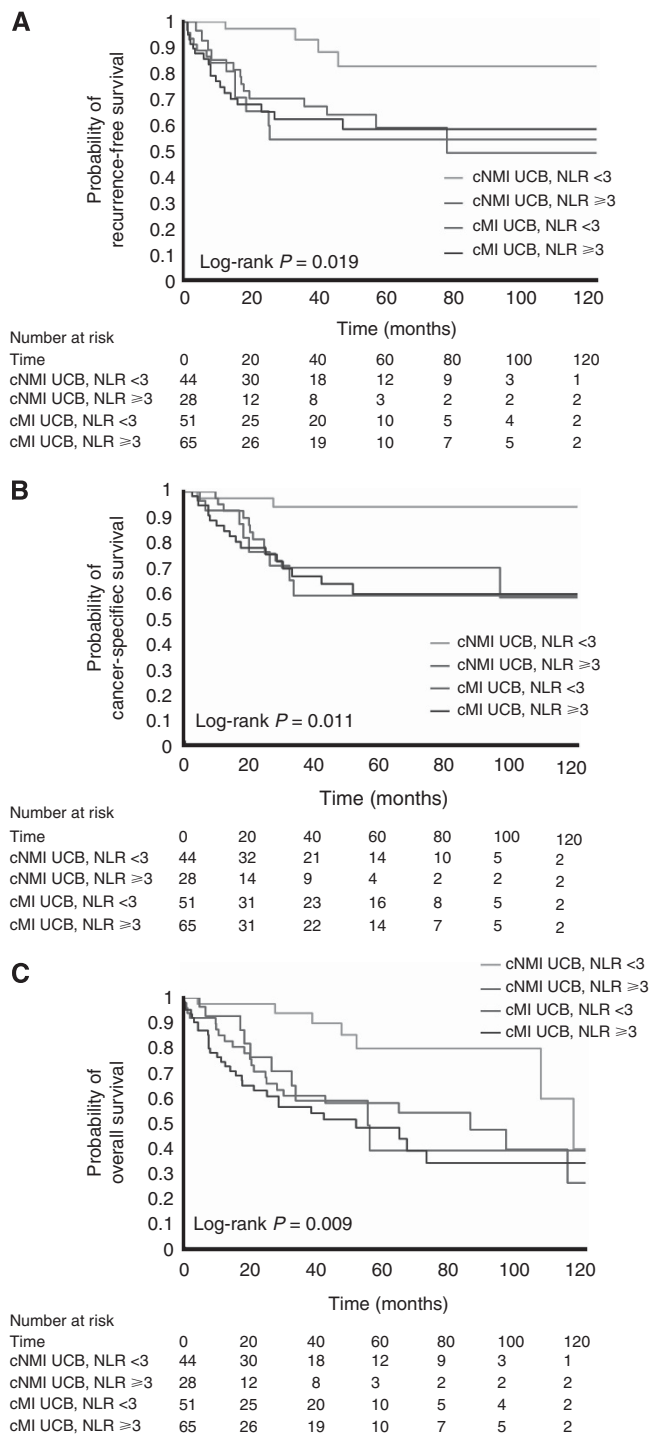 A
Probability of
recurrence-free survival
1
0.9
0.8
0.7
0.6
0.5
0.4
0.3
0.2
0.1
0
cNMI UCB, NLR <3
cNMI UCB, NLR ⩾3
cMI UCB, NLR <3
cMI UCB, NLR ⩾3
Log-rank P = 0.019
0 20 40 60 80 100 120
Time (months)
Number at risk
Time 0 20 40 60 80 100 120
cNMI UCB, NLR <3 44 30 18 12 9 3 1
cNMI UCB, NLR ⩾3 28 12 8 3 2 2 2
cMI UCB, NLR <3 51 25 20 10 5 4 2
cMI UCB, NLR ⩾3 65 26 19 10 7 5 2
B
Probability of
cancer-specifiec survival
1
0.9
0.8
0.7
0.6
0.5
0.4
0.3
0.2
0.1
0
cNMI UCB, NLR <3
cNMI UCB, NLR ⩾3
cMI UCB, NLR <3
cMI UCB, NLR ⩾3
Log-rank P = 0.011
0 20 40 60 80 100 120
Time (months)
Number at risk
Time 0 20 40 60 80 100 120
cNMI UCB, NLR <3 44 32 21 14 10 5 2
cNMI UCB, NLR ⩾3 28 14 9 4 2 2 2
cMI UCB, NLR <3 51 31 23 16 8 5 2
cMI UCB, NLR ⩾3 65 31 22 14 7 5 2
C
cNMI UCB, NLR <3
cNMI UCB, NLR ⩾3
cMI UCB, NLR <3
cMI UCB, NLR ⩾3
Probability of
overall survival
1
0.9
0.8
0.7
0.6
0.5
0.4
0.3
0.2
0.1
0
Log-rank P = 0.009
0 20 40 60 80 100 120
Time (months)
Number at risk
Time 0 20 40 60 80 100 120
cNMI UCB, NLR <3 44 30 18 12 9 3 1
cNMI UCB, NLR ⩾3 28 12 8 3 2 2 2
cMI UCB, NLR <3 51 25 20 10 5 4 2
cMI UCB, NLR ⩾3 65 26 19 10 7 5 2